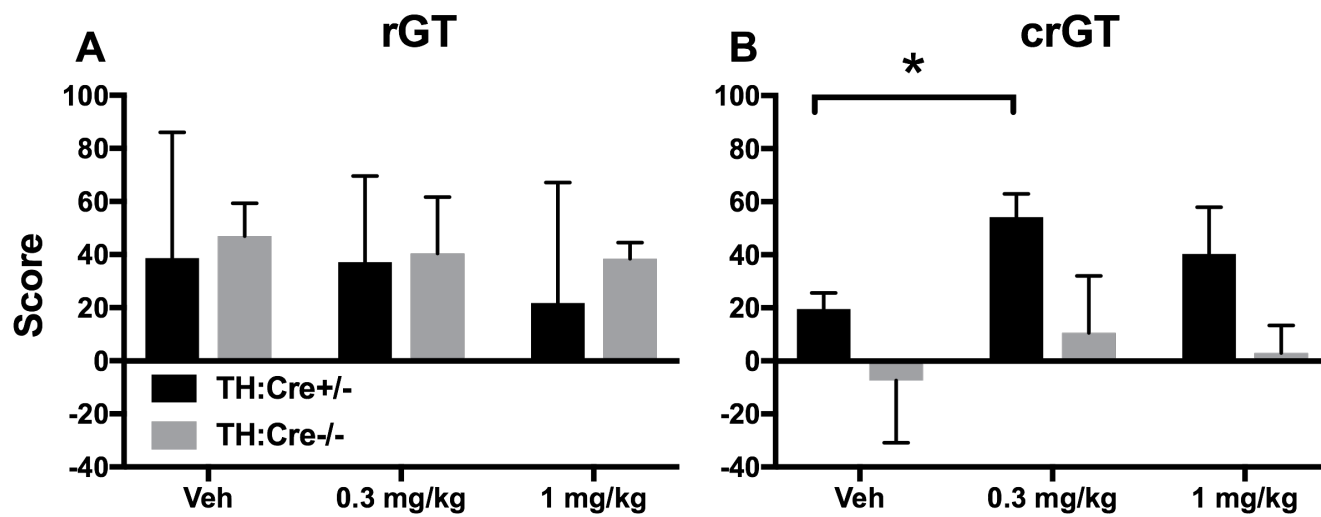 A
rGT
B
crGT
*
Score
100
80
60
40
20
0
-20
-40
TH:Cre+/-
TH:Cre-/-
Veh
0.3 mg/kg
1 mg/kg
100
80
60
40
20
0
-20
-40
Veh
0.3 mg/kg
1 mg/kg